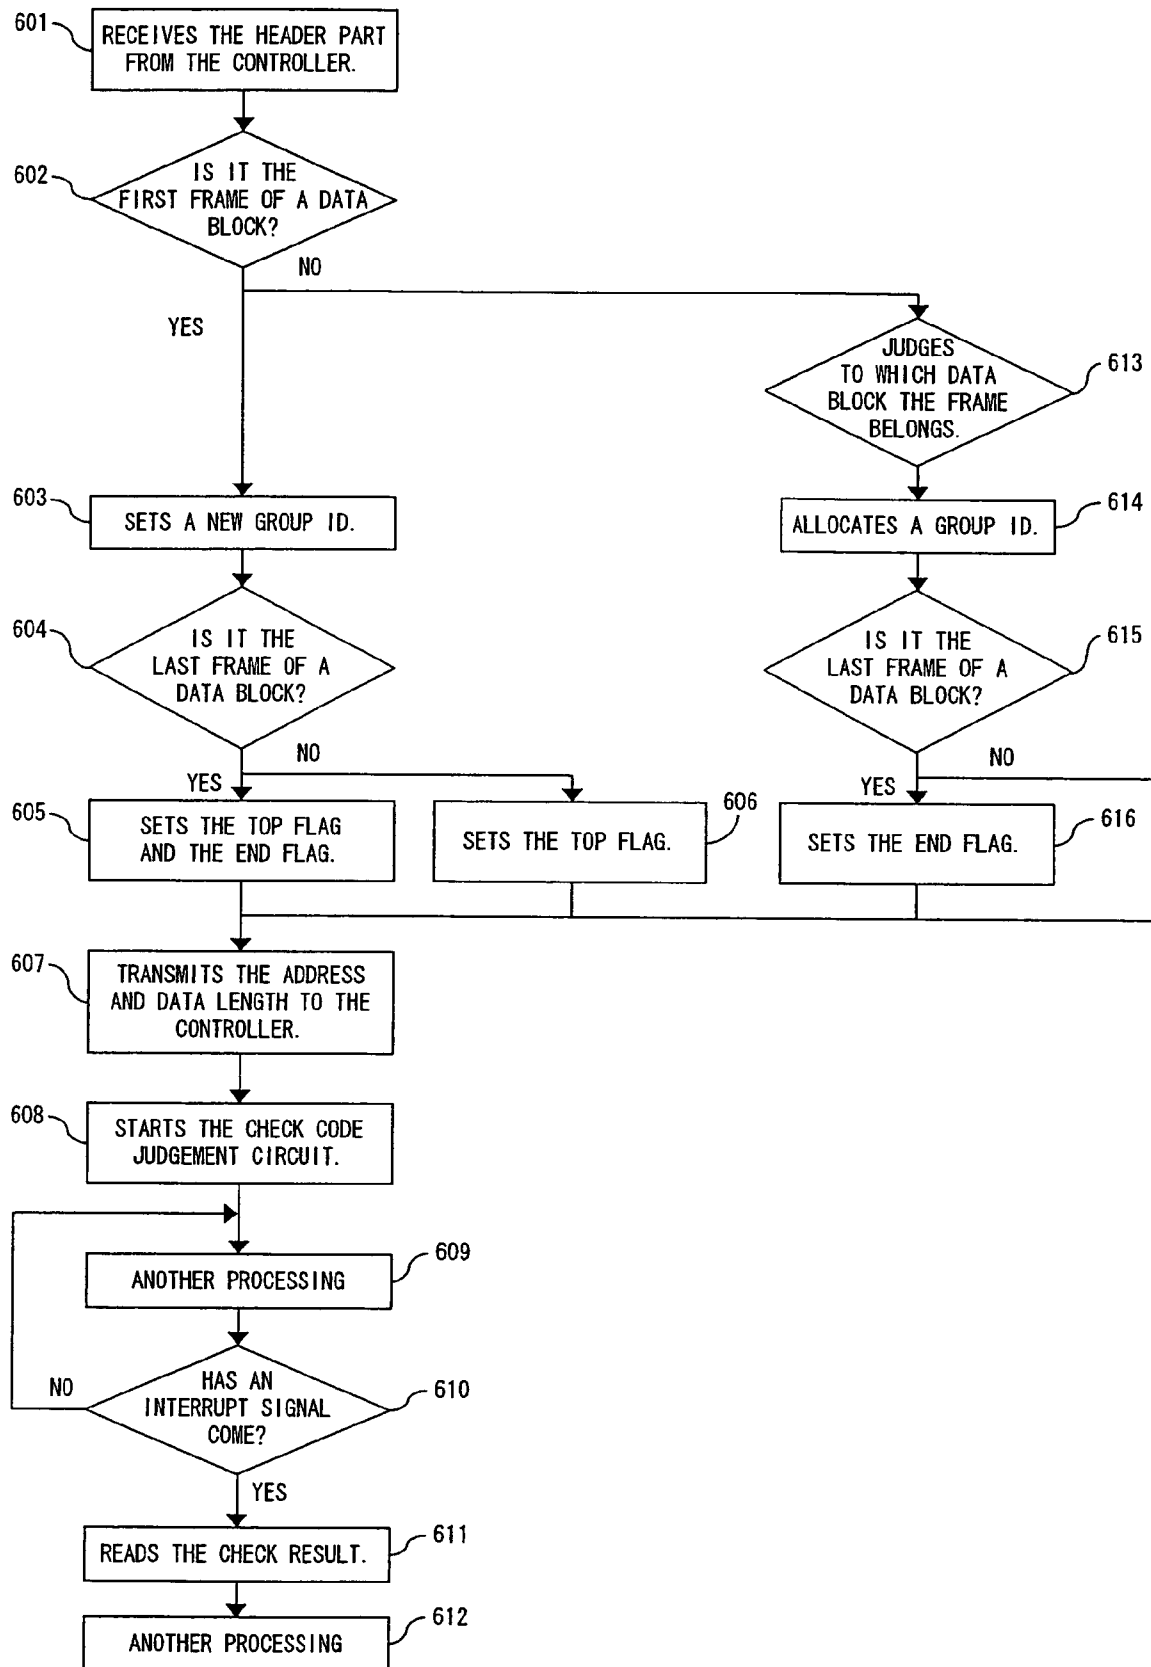 601
RECEIVES THE HEADER PART
FROM THE CONTROLLER.
602
IS IT THE
FIRST FRAME OF A DATA
BLOCK?
NO
YES
JUDGES
TO WHICH DATA
BLOCK THE FRAME
BELONGS.
613
603
SETS A NEW GROUP ID.
ALLOCATES A GROUP ID.
614
604
IS IT THE
LAST FRAME OF A
DATA BLOCK?
IS IT THE
LAST FRAME OF A
DATA BLOCK?
615
NO
YES
NO
YES
605
SETS THE TOP FLAG
AND THE END FLAG.
SETS THE TOP FLAG.
606
SETS THE END FLAG.
616
607
TRANSMITS THE ADDRESS
AND DATA LENGTH TO THE
CONTROLLER.
608
STARTS THE CHECK CODE
JUDGEMENT CIRCUIT.
ANOTHER PROCESSING
609
NO
HAS AN
INTERRUPT SIGNAL
COME?
610
YES
READS THE CHECK RESULT.
611
ANOTHER PROCESSING
612